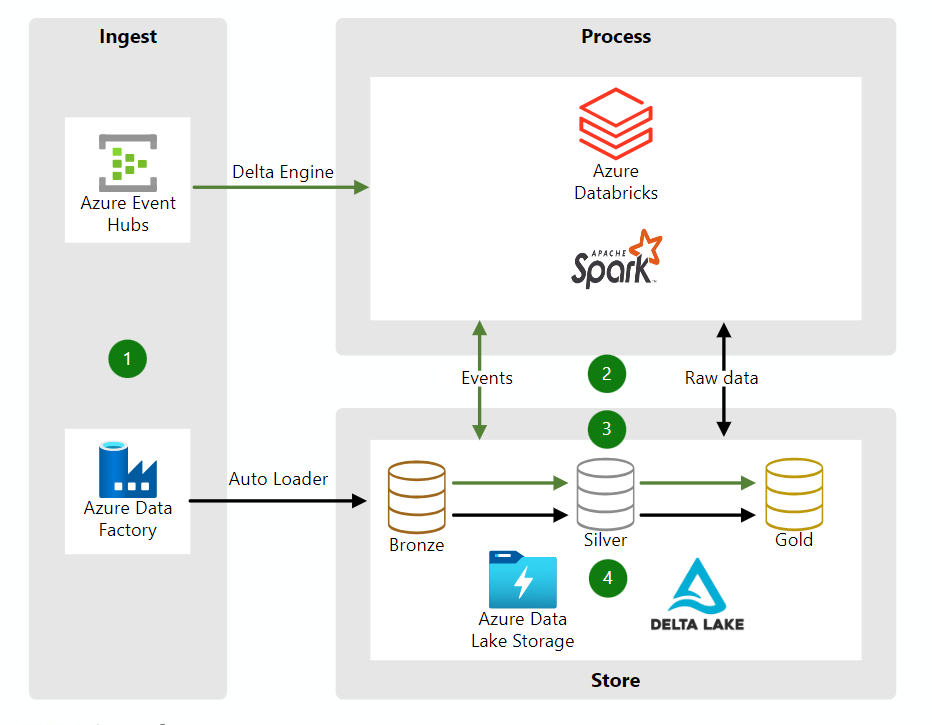 Ingest
Process
Azure Event
Hubs
Delta Engine
Azure
Databricks
APACHE
Spark
1
Events
2
Raw data
3
Azure Data
Factory
Auto Loader
Bronze
Silver
Gold
4
Azure Data
Lake Storage
DELTA LAKE
Store